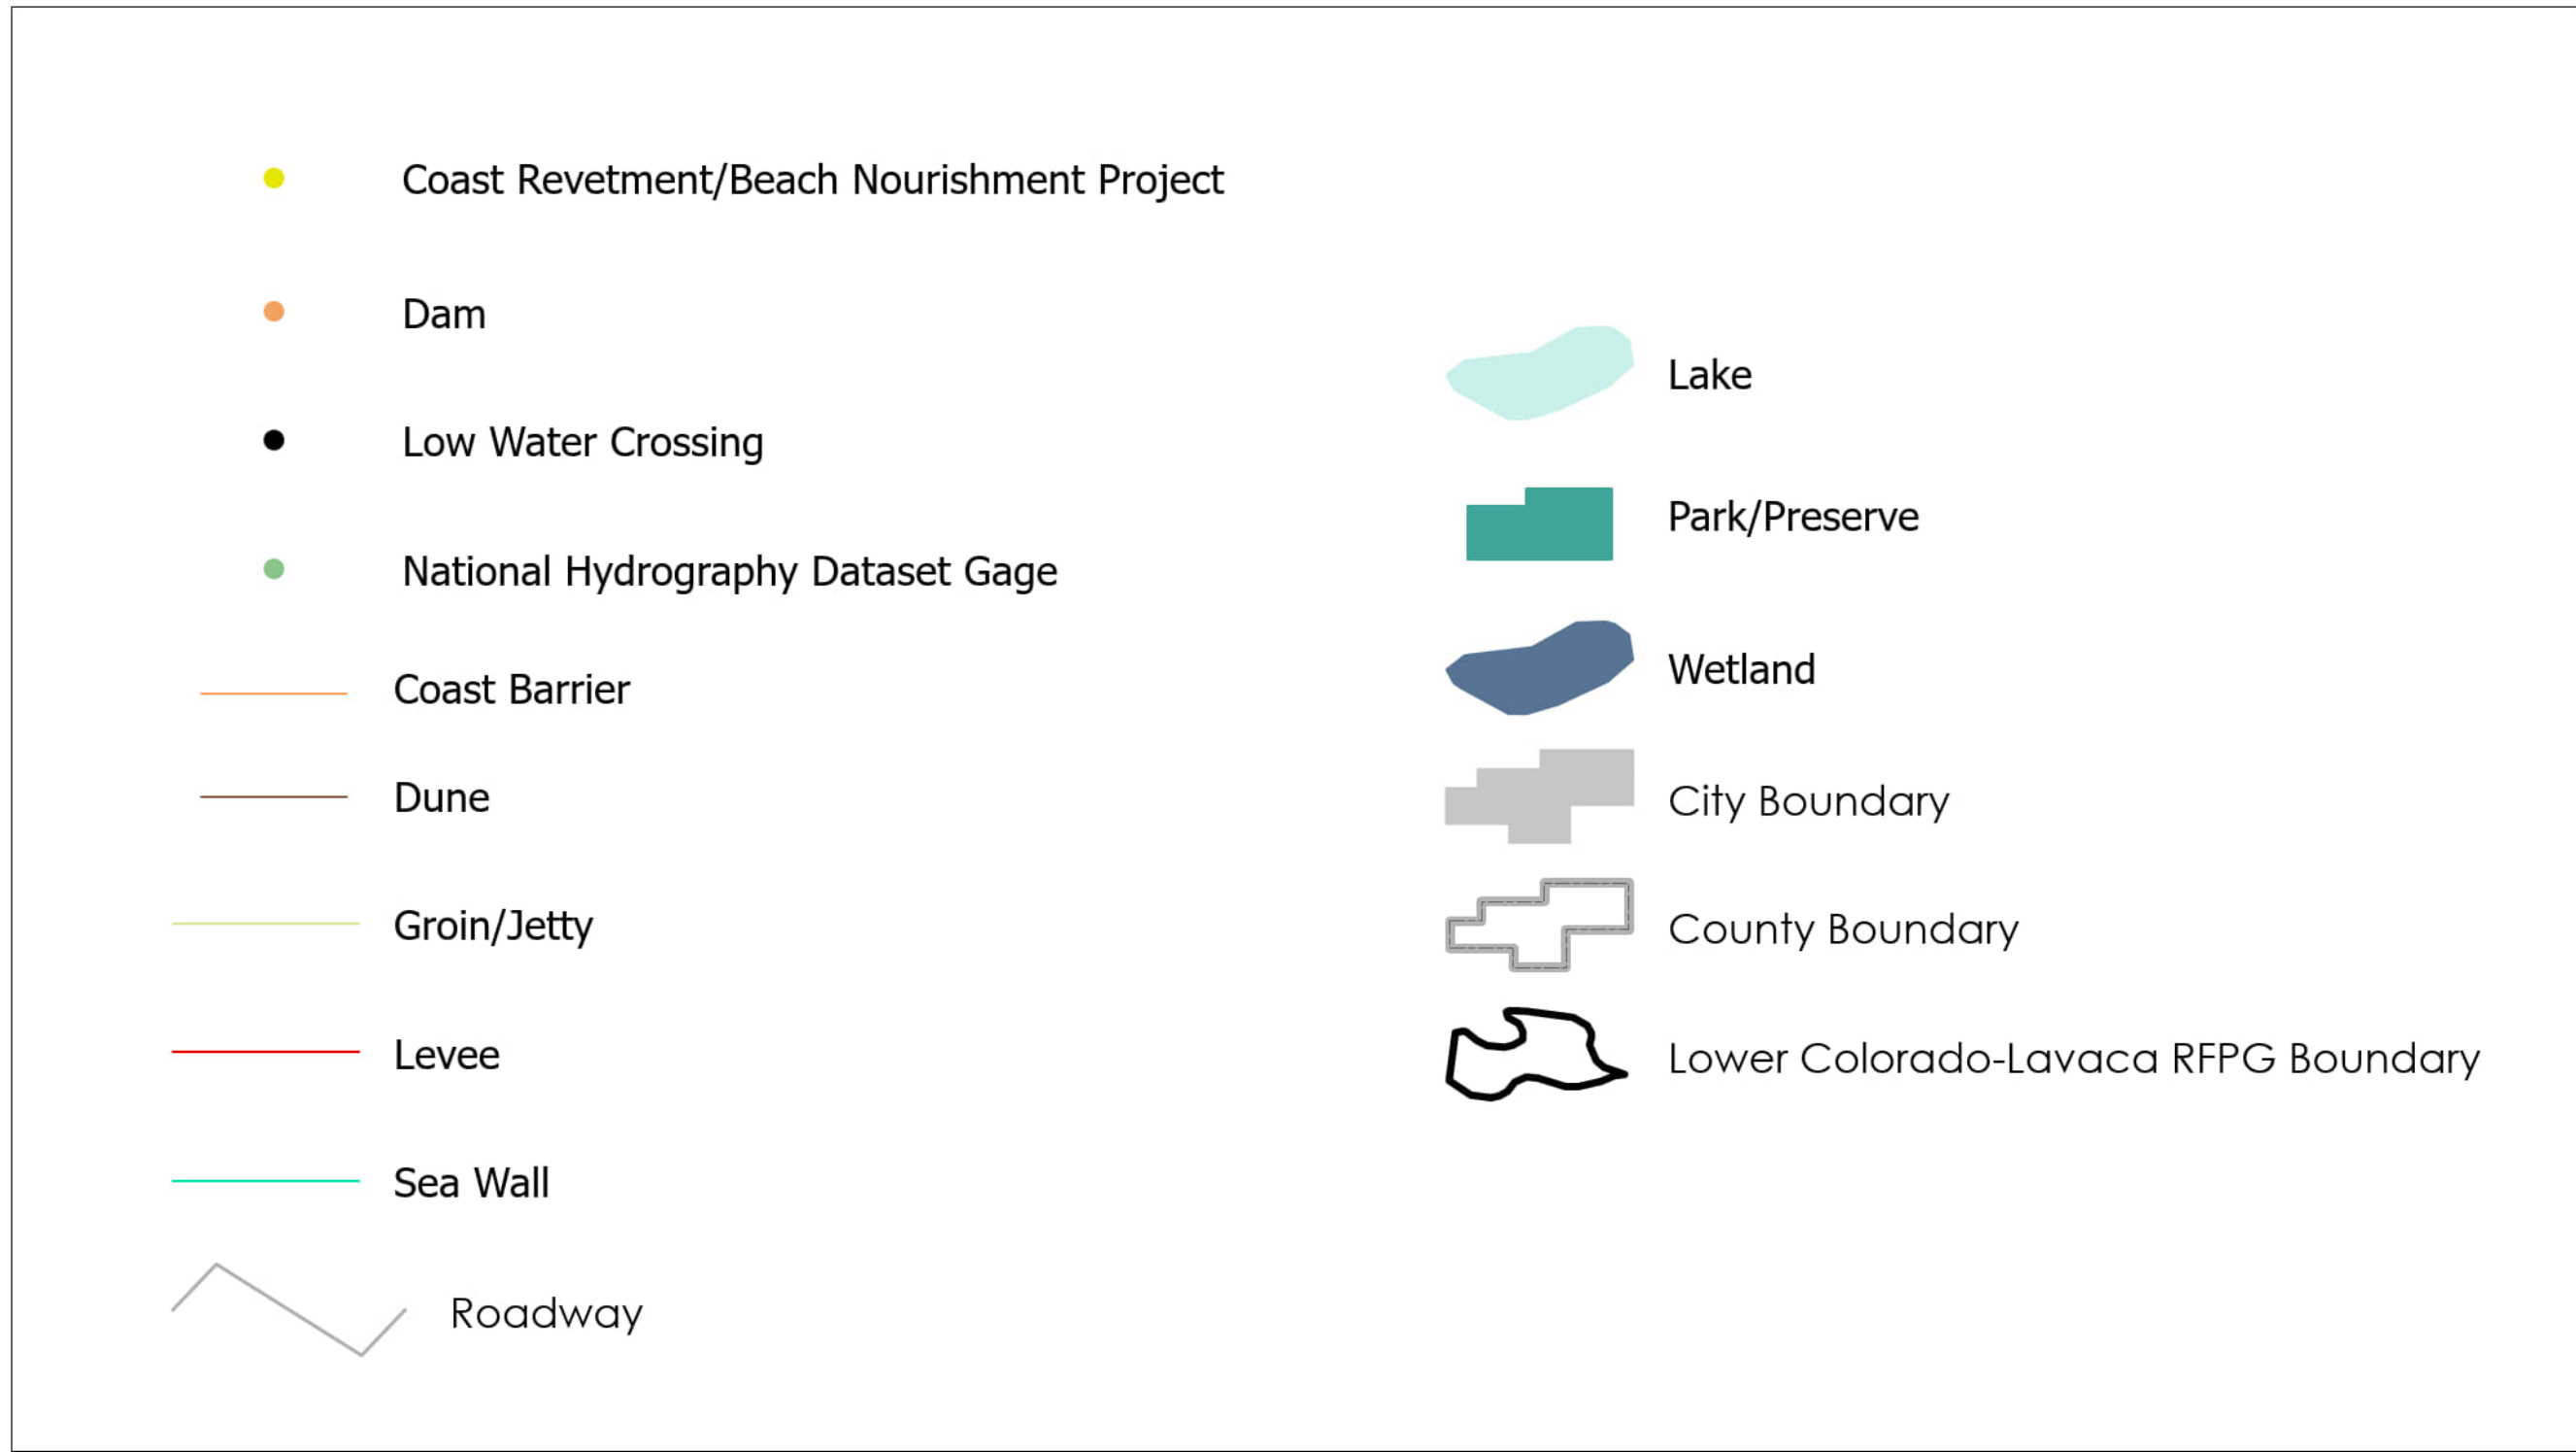 Coast Revetment/Beach Nourishment Project
Dam
Low Water Crossing
National Hydrography Dataset Gage
Coast Barrier
Dune
Groin/Jetty
Levee
Sea Wall
Roadway
Lake
Park/Preserve
Wetland
City Boundary
County Boundary
Lower Colorado-Lavaca RFPG Boundary